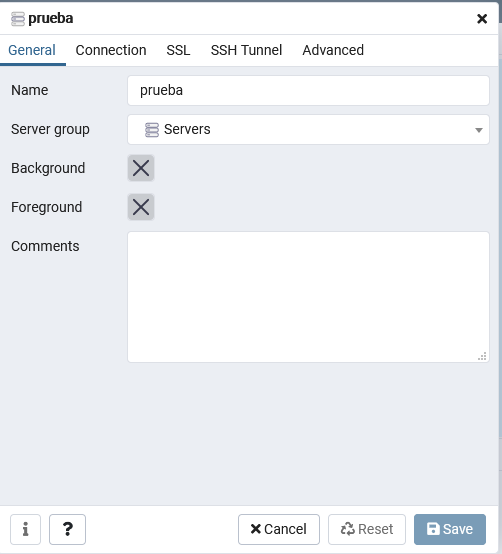 prueba
General Connection SSL SSH Tunnel Advanced
Name prueba
Server group Servers
Background
Foreground
Comments
i ? Cancel Reset Save